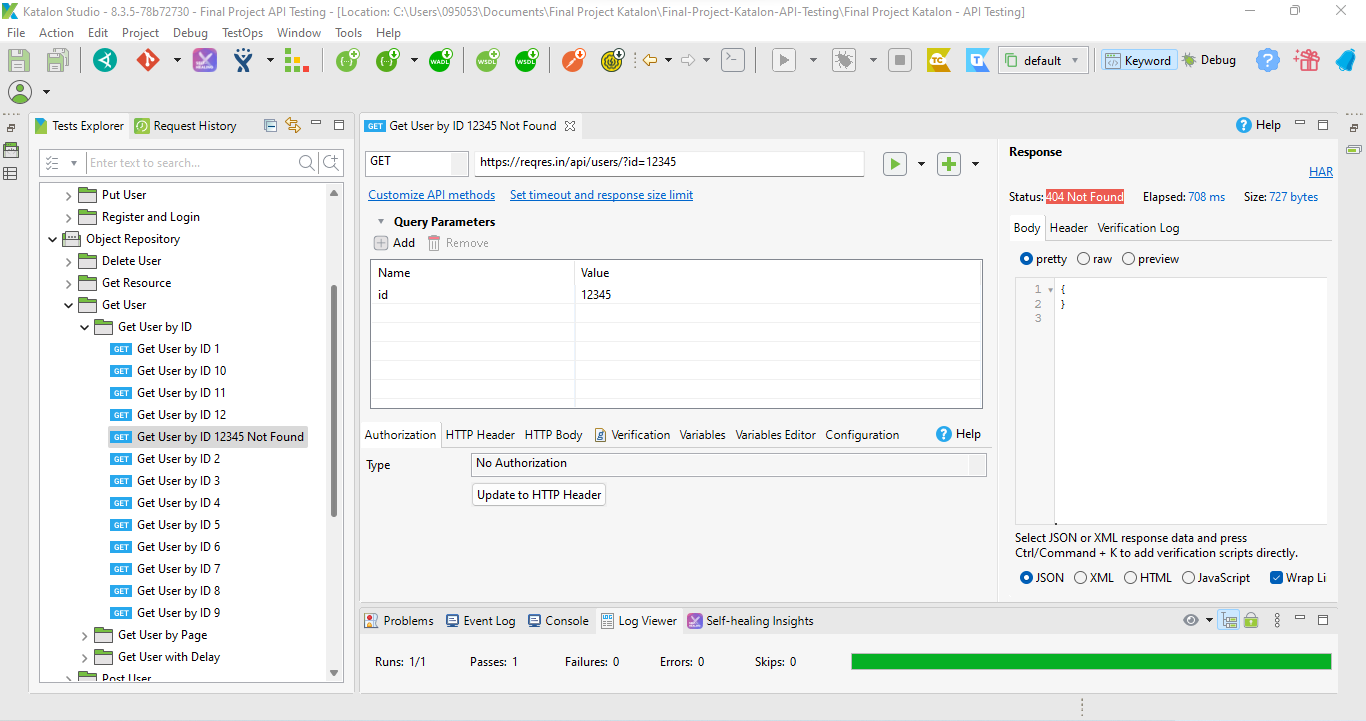 Katalon Studio - 8.3.5-78b72730 - Final Project API Testing - [Location: C:\Users\095053\Documents\Final Project Katalon\Final-Project-Katalon-API-Testing\Final Project Katalon - API Testing]
File Action Edit Project Debug TestOps Window Tools Help
WADL WSDL WSDL TC T default Keyword Debug
Tests Explorer Request History
Enter text to search...
Put User
Register and Login
Object Repository
Delete User
Get Resource
Get User
Get User by ID
GET Get User by ID 1
GET Get User by ID 10
GET Get User by ID 11
GET Get User by ID 12
GET Get User by ID 12345 Not Found
GET Get User by ID 2
GET Get User by ID 3
GET Get User by ID 4
GET Get User by ID 5
GET Get User by ID 6
GET Get User by ID 7
GET Get User by ID 8
GET Get User by ID 9
Get User by Page
Get User with Delay
Post User
GET Get User by ID 12345 Not Found
Help
GET https://reqres.in/api/users/?id=12345
Customize API methods Set timeout and response size limit
Query Parameters
Add Remove
Name Value
id 12345
Authorization HTTP Header HTTP Body Verification Variables Variables Editor Configuration Help
Type No Authorization
Update to HTTP Header
Response
HAR
Status: 404 Not Found Elapsed: 708 ms Size: 727 bytes
Body Header Verification Log
pretty raw preview
1 {
2 }
3
Select JSON or XML response data and press
Ctrl/Command + K to add verification scripts directly.
JSON XML HTML JavaScript Wrap Li
Problems Event Log Console Log Viewer Self-healing Insights
Runs: 1/1 Passes: 1 Failures: 0 Errors: 0 Skips: 0